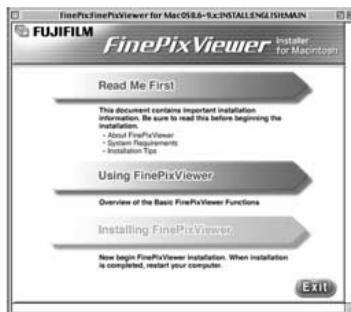 FinePix:FinePixViewer for MacOS8.6-9.x:INSTALL:ENGLISH:MAIN
FUJIFILM
FinePixViewer Installer for Macintosh
Read Me First
This document contains important installation
information. Be sure to read this before beginning the
installation.
- About FinePixViewer
- System Requirements
- Installation Tips
Using FinePixViewer
Overview of the Basic FinePixViewer Functions
Installing FinePixViewer
Now begin FinePixViewer installation. When installation
is completed, restart your computer.
Exit